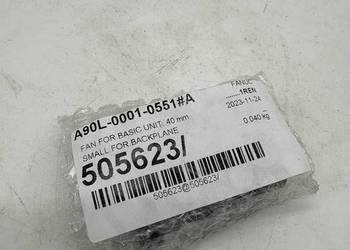 A90L-0001-0551#A
FANUC
1REN
2023-11-24
FAN FOR BASIC UNIT, 40 mm
SMALL FOR BACKPLANE
0.040 kg
505623/
505623@505623/